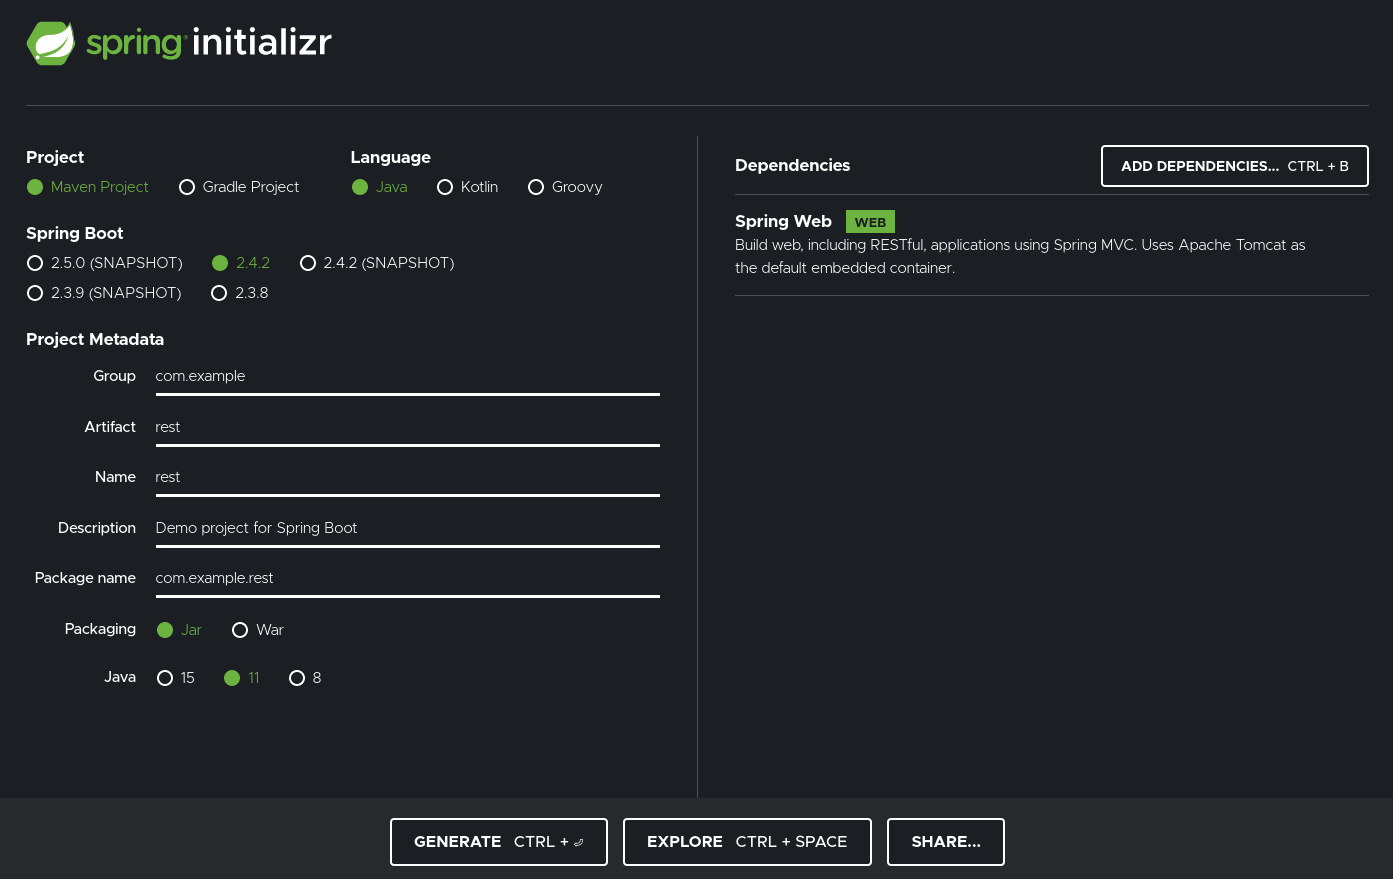 spring initializr
Project
Maven Project Gradle Project
Language
Java Kotlin Groovy
Spring Boot
2.5.0 (SNAPSHOT) 2.4.2 2.4.2 (SNAPSHOT)
2.3.9 (SNAPSHOT) 2.3.8
Project Metadata
Group com.example
Artifact rest
Name rest
Description Demo project for Spring Boot
Package name com.example.rest
Packaging Jar War
Java 15 11 8
Dependencies
ADD DEPENDENCIES... CTRL + B
Spring Web WEB
Build web, including RESTful, applications using Spring MVC. Uses Apache Tomcat as
the default embedded container.
GENERATE CTRL + ⏎
EXPLORE CTRL + SPACE
SHARE...